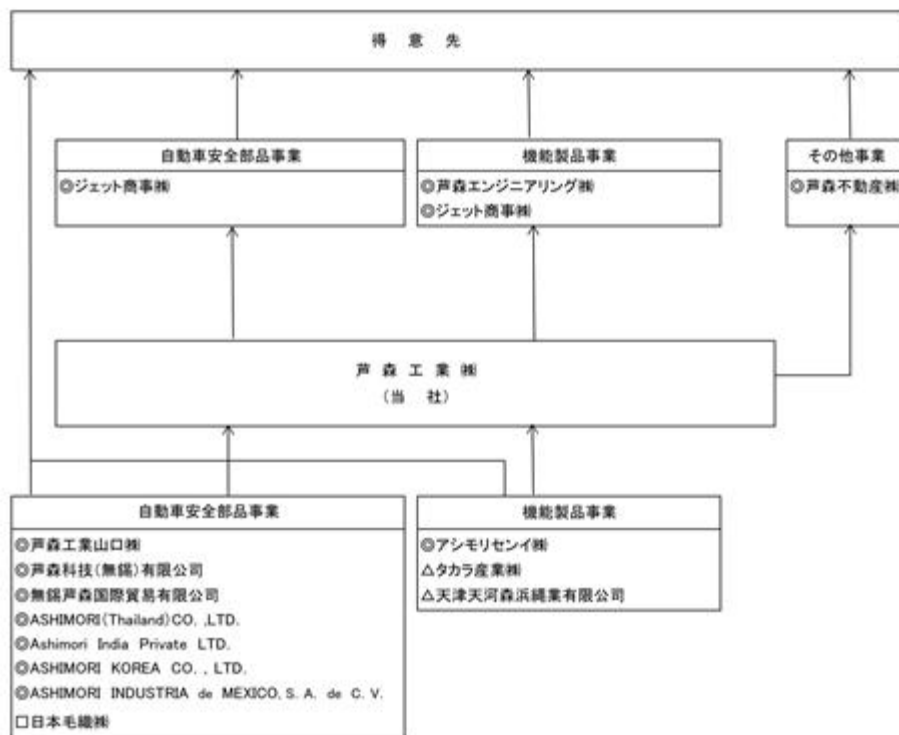 得 意 先
自動車安全部品事業
◎ジェット商事㈱
機能製品事業
◎芦森エンジニアリング㈱
◎ジェット商事㈱
その他事業
◎芦森不動産㈱
芦 森 工 業 ㈱
(当 社)
自動車安全部品事業
◎芦森工業山口㈱
◎芦森科技(無錫)有限公司
◎無錫芦森国際貿易有限公司
◎ASHIMORI(Thailand)CO.,LTD.
◎Ashimori India Private LTD.
◎ASHIMORI KOREA CO., LTD.
◎ASHIMORI INDUSTRIA de MEXICO, S. A. de C. V.
□日本毛織㈱
機能製品事業
◎アシモリセンイ㈱
△タカラ産業㈱
△天津天河森浜縄業有限公司